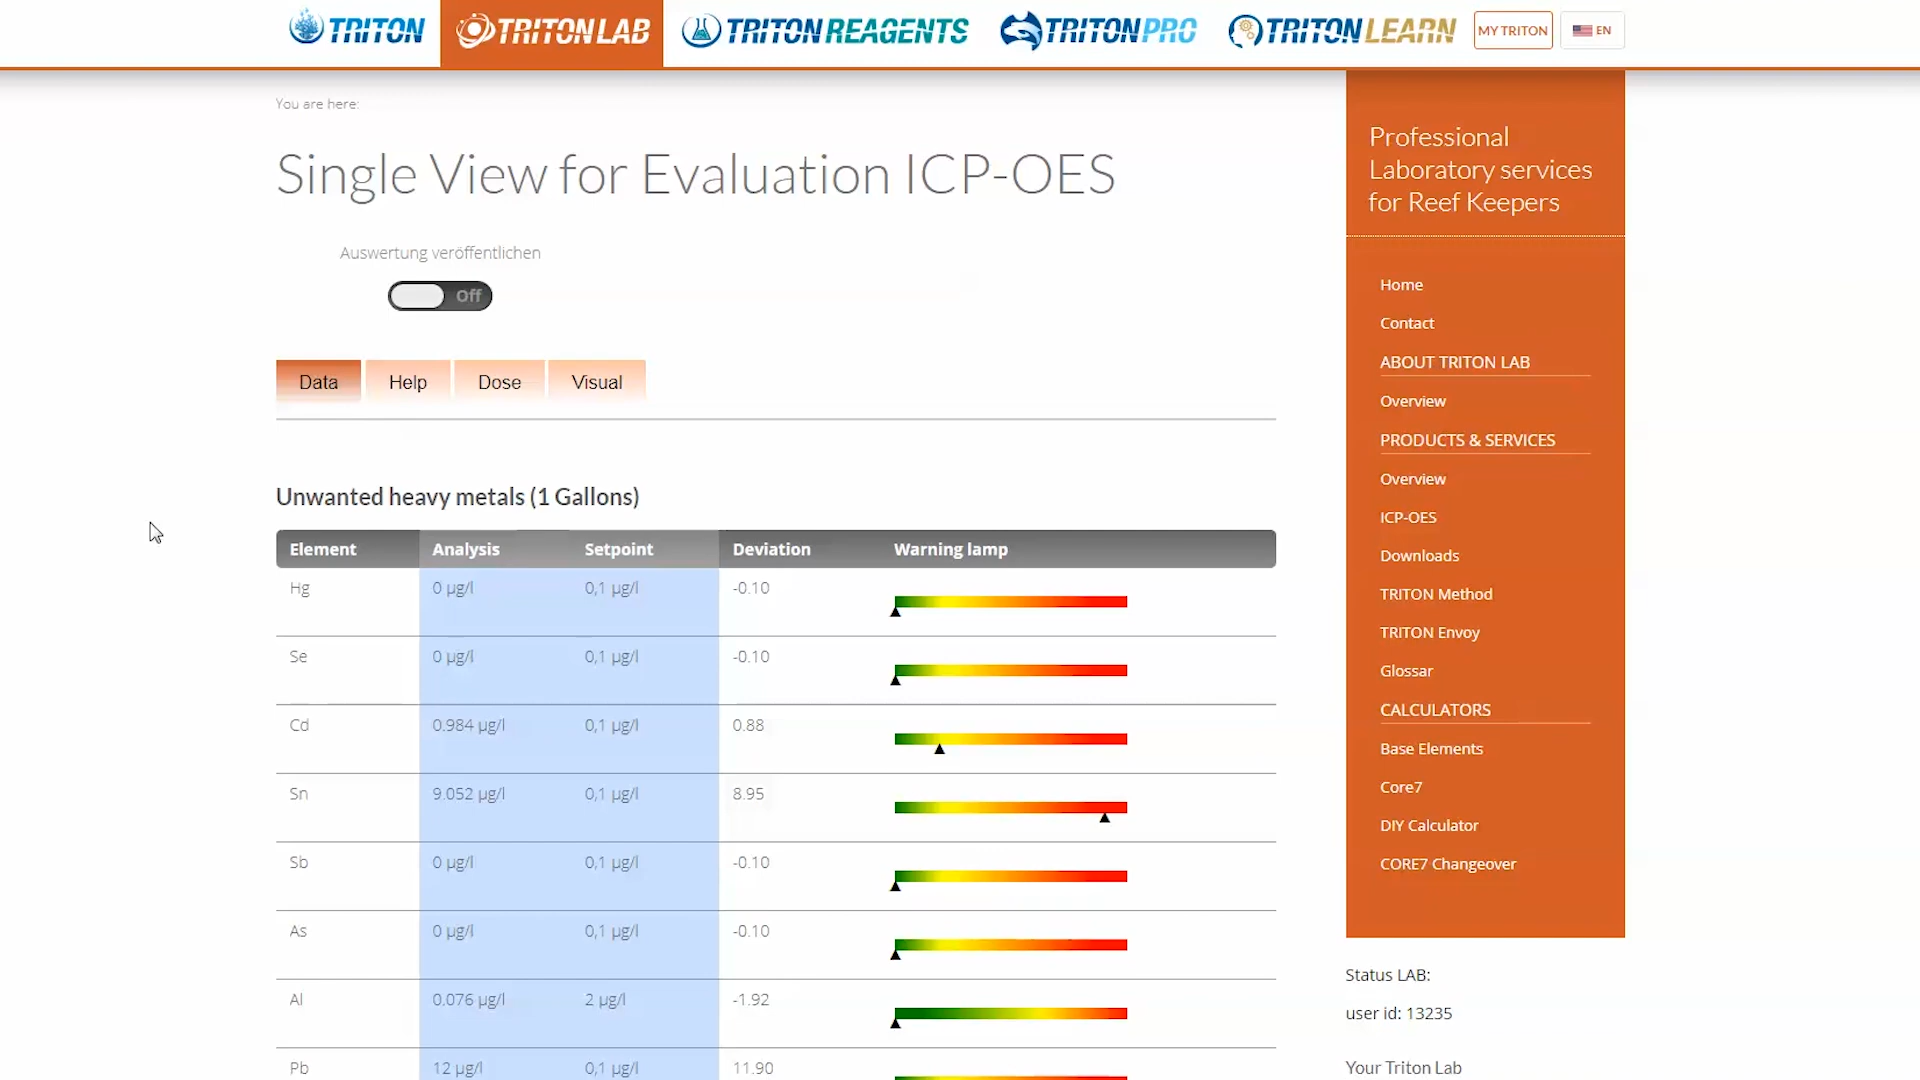 TRITON TRITONLAB TRITON REAGENTS TRITONPRO TRITON LEARN MY TRITON EN
You are here:
Single View for Evaluation ICP-OES
Auswertung veröffentlichen
Off
Data Help Dose Visual
Unwanted heavy metals (1 Gallons)
Element Analysis Setpoint Deviation Warning lamp
Hg 0 µg/l 0,1 µg/l -0.10
Se 0 µg/l 0,1 µg/l -0.10
Cd 0.984 µg/l 0,1 µg/l 0.88
Sn 9.052 µg/l 0,1 µg/l 8.95
Sb 0 µg/l 0,1 µg/l -0.10
As 0 µg/l 0,1 µg/l -0.10
Al 0.076 µg/l 2 µg/l -1.92
Pb 12 µg/l 0,1 µg/l 11.90
Professional
Laboratory services
for Reef Keepers
Home
Contact
ABOUT TRITON LAB
Overview
PRODUCTS & SERVICES
Overview
ICP-OES
Downloads
TRITON Method
TRITON Envoy
Glossar
CALCULATORS
Base Elements
Core7
DIY Calculator
CORE7 Changeover
Status LAB:
user id: 13235
Your Triton Lab